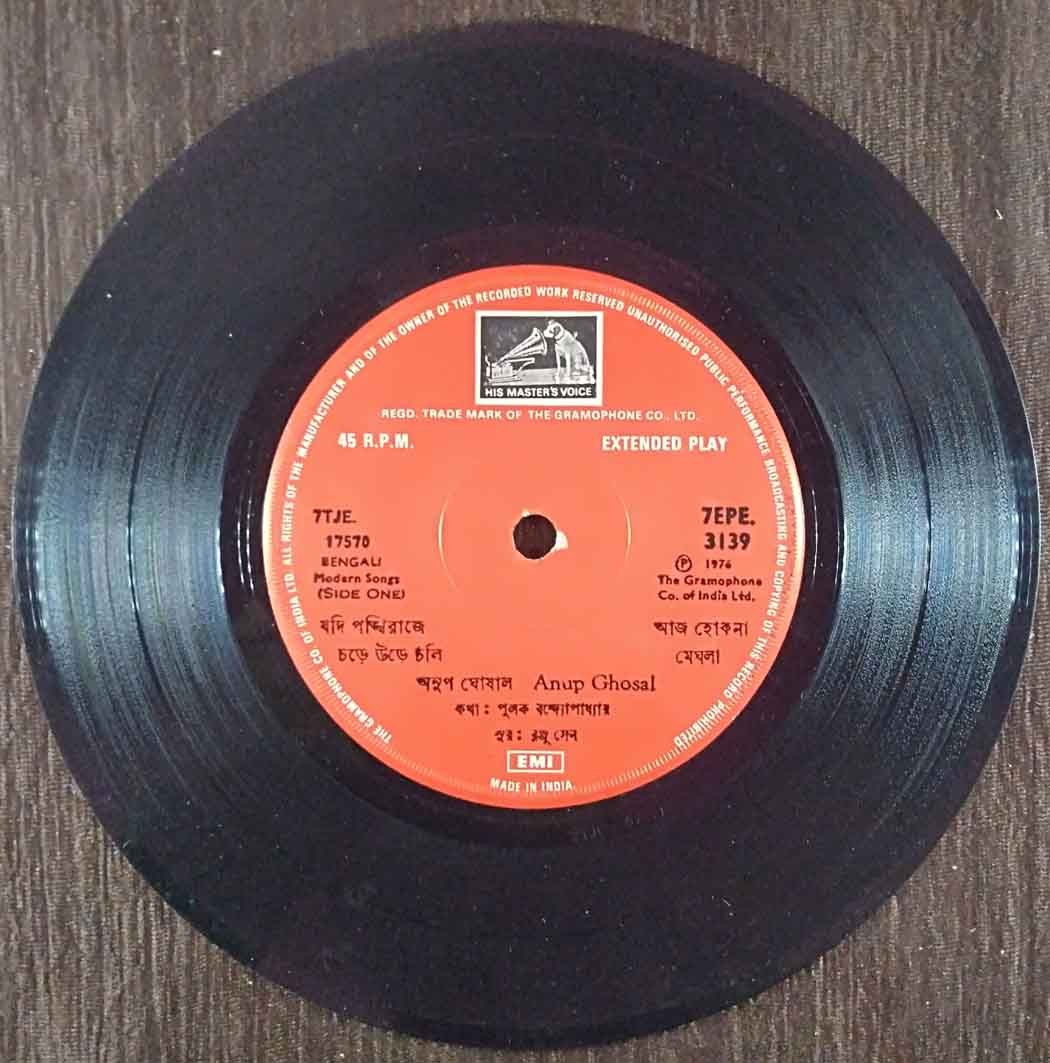 THE GRAMOPHONE CO. OF INDIA LTD. ALL RIGHTS OF THE MANUFACTURER AND OF THE OWNER OF THE RECORDED WORK RESERVED UNAUTHORISED PUBLIC PERFORMANCE BROADCASTING AND COPYING OF THIS RECORD PROHIBITED
HIS MASTER'S VOICE
REGD. TRADE MARK OF THE GRAMOPHONE CO., LTD.
45 R.P.M. EXTENDED PLAY
7TJE. 7EPE.
17570 3139
BENGALI ℗ 1976
Modern Songs The Gramophone
(SIDE ONE) Co. of India Ltd.
যদি পঙ্খিরাজে আজ হোকনা
চড়ে উড়ে চলি মেঘলা
অনুপ ঘোষাল Anup Ghosal
কথা : পুলক বন্দ্যোপাধ্যায়
সুর : সেন
EMI
MADE IN INDIA